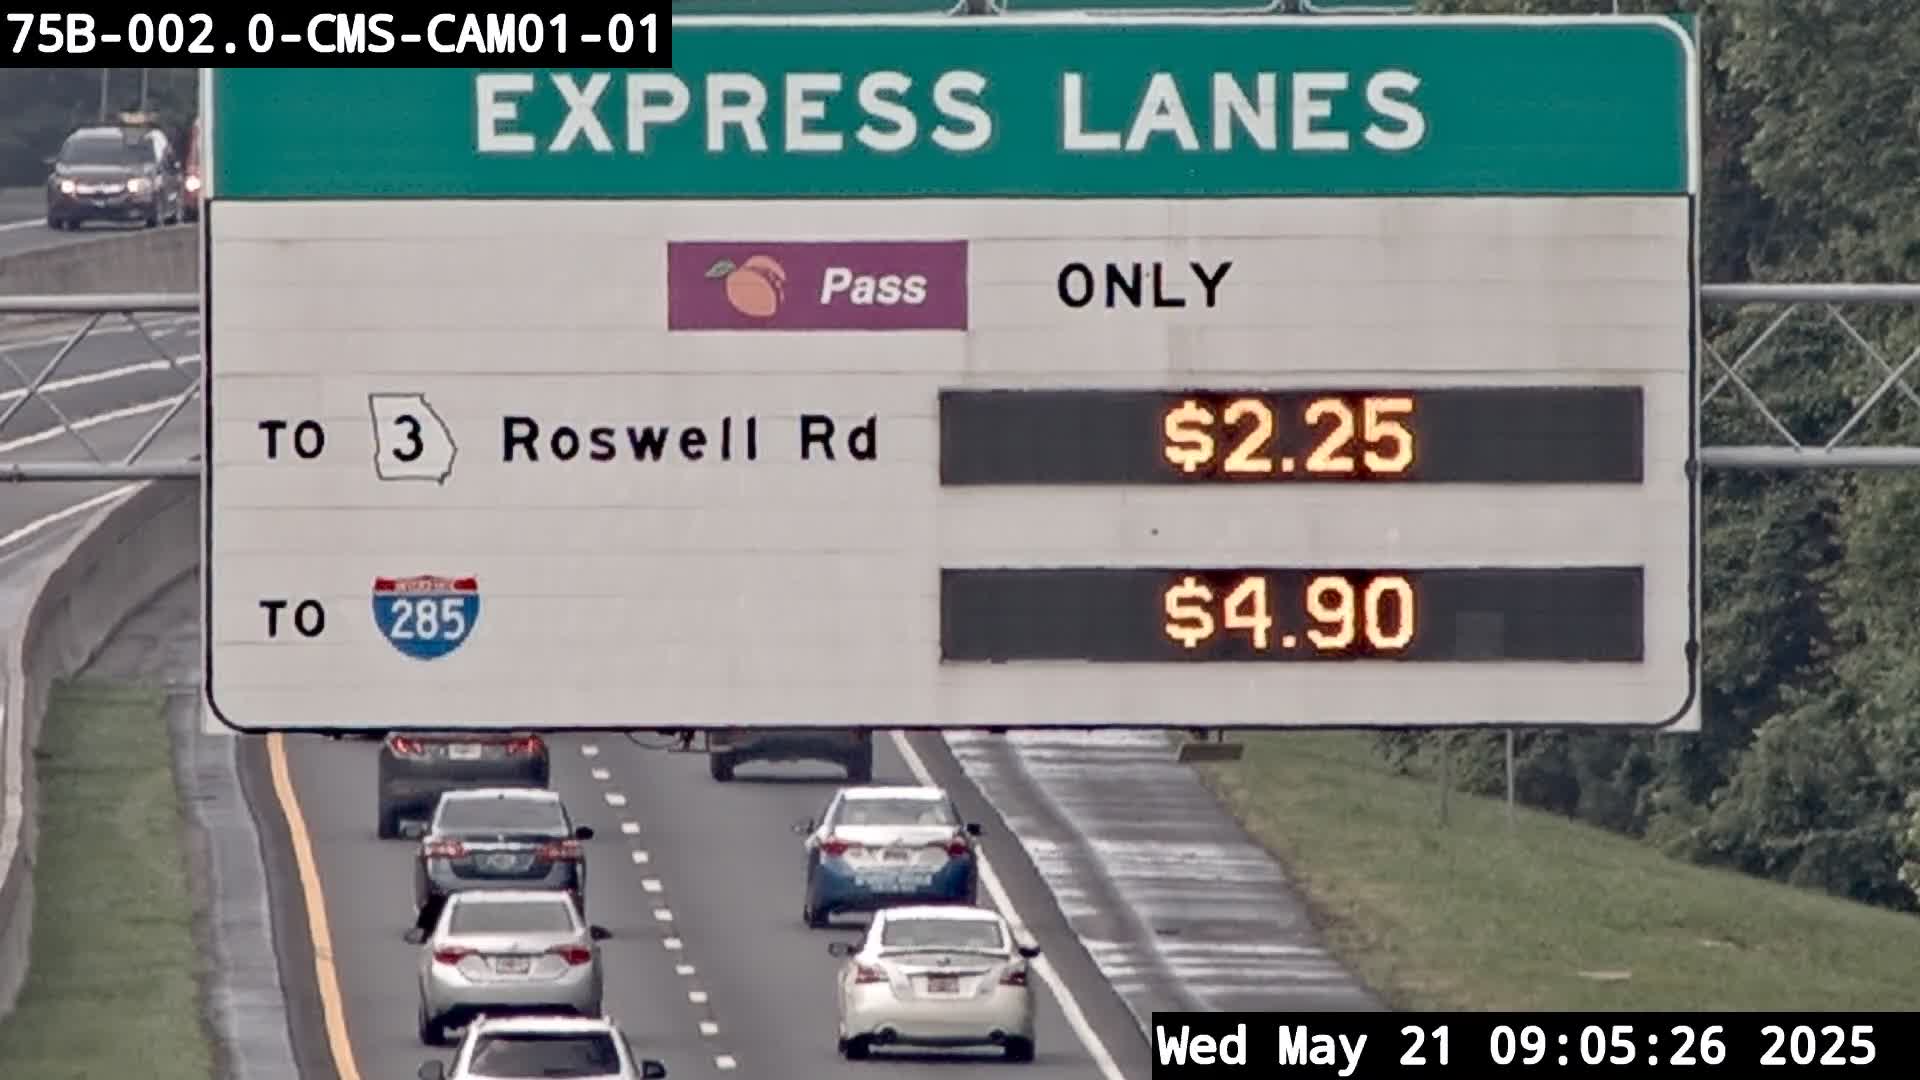 75B-002.0-CMS-CAM01-01
EXPRESS LANES
Pass ONLY
TO 3 Roswell Rd $2.25
TO INTERSTATE 285 $4.90
Wed May 21 09:05:26 2025